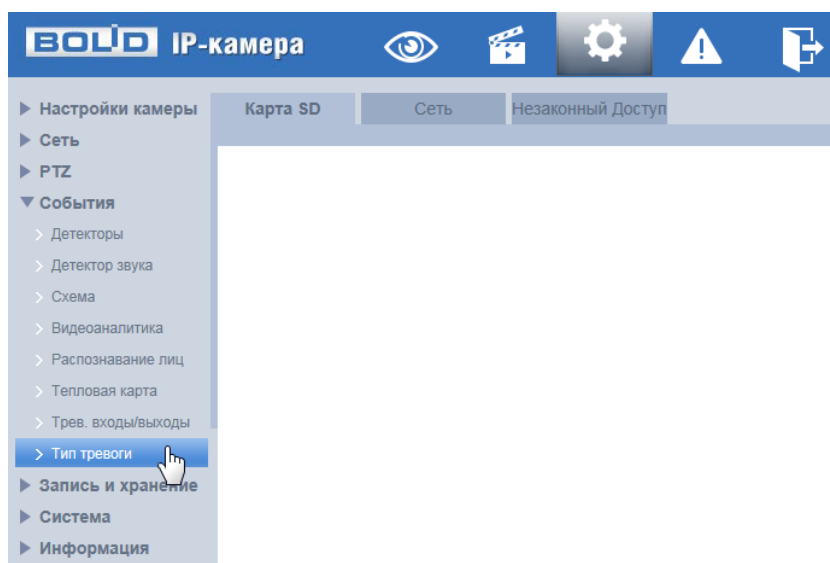 BOLID IP-камера
Карта SD
Сеть
Незаконный Доступ
Настройки камеры
Сеть
PTZ
События
Детекторы
Детектор звука
Схема
Видеоаналитика
Распознавание лиц
Тепловая карта
Трев. входы/выходы
Тип тревоги
Запись и хранение
Система
Информация